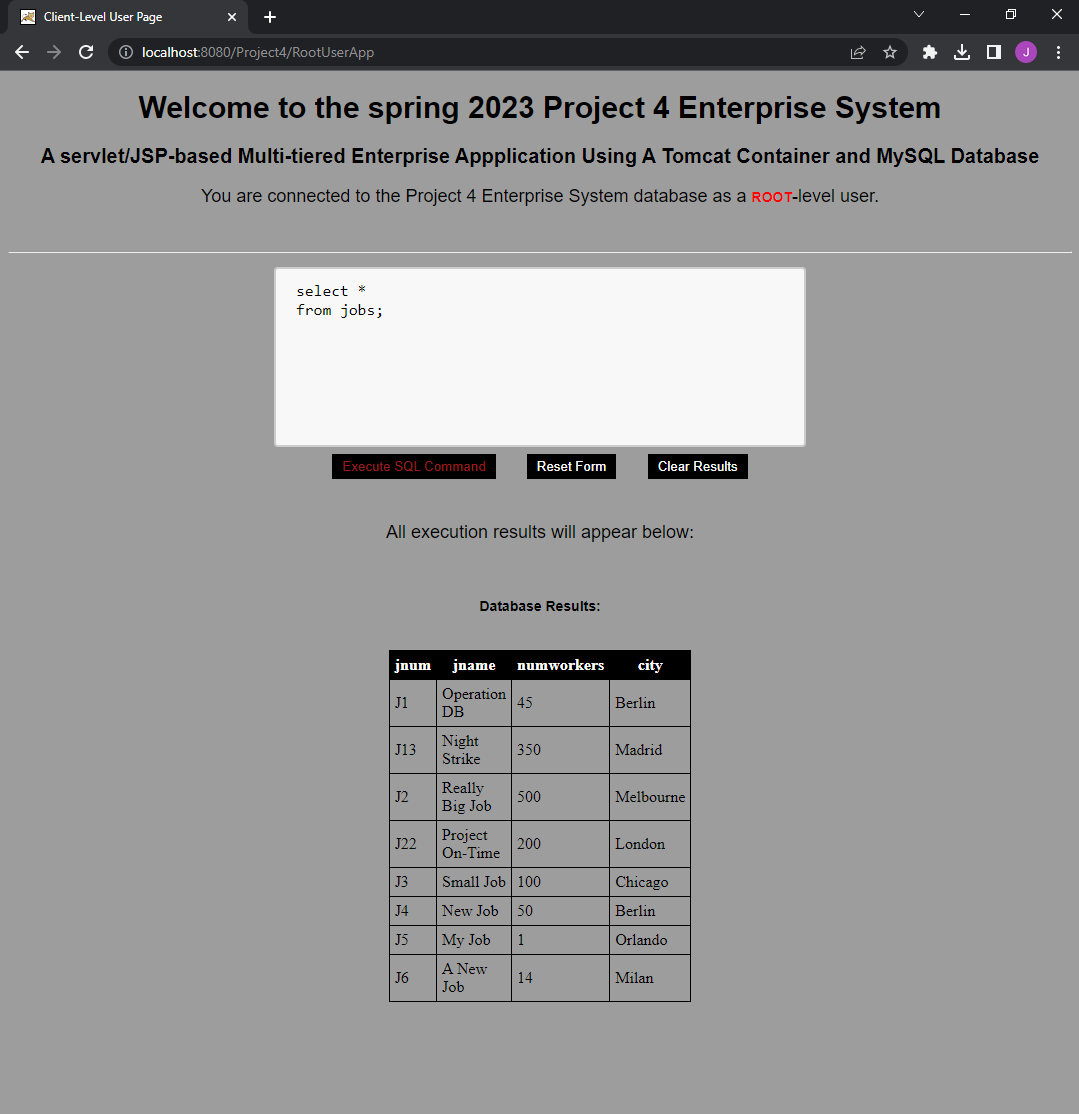 Client-Level User Page
localhost:8080/Project4/RootUserApp
J
Welcome to the spring 2023 Project 4 Enterprise System
A servlet/JSP-based Multi-tiered Enterprise Appplication Using A Tomcat Container and MySQL Database
You are connected to the Project 4 Enterprise System database as a ROOT-level user.
select *
from jobs;
Execute SQL Command Reset Form Clear Results
All execution results will appear below:
Database Results:
jnum jname numworkers city
J1 Operation DB 45 Berlin
J13 Night Strike 350 Madrid
J2 Really Big Job 500 Melbourne
J22 Project On-Time 200 London
J3 Small Job 100 Chicago
J4 New Job 50 Berlin
J5 My Job 1 Orlando
J6 A New Job 14 Milan